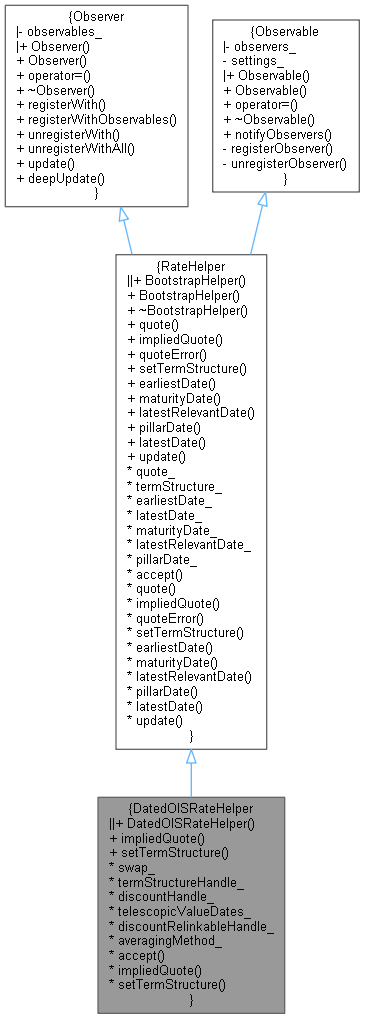 {Observer
|- observables_
|+ Observer()
+ Observer()
+ operator=()
+ ~Observer()
+ registerWith()
+ registerWithObservables()
+ unregisterWith()
+ unregisterWithAll()
+ update()
+ deepUpdate()
}
{Observable
|- observers_
- settings_
|+ Observable()
+ Observable()
+ operator=()
+ ~Observable()
+ notifyObservers()
- registerObserver()
- unregisterObserver()
}
{RateHelper
||+ BootstrapHelper()
+ BootstrapHelper()
+ ~BootstrapHelper()
+ quote()
+ impliedQuote()
+ quoteError()
+ setTermStructure()
+ earliestDate()
+ maturityDate()
+ latestRelevantDate()
+ pillarDate()
+ latestDate()
+ update()
* quote_
* termStructure_
* earliestDate_
* latestDate_
* maturityDate_
* latestRelevantDate_
* pillarDate_
* accept()
* quote()
* impliedQuote()
* quoteError()
* setTermStructure()
* earliestDate()
* maturityDate()
* latestRelevantDate()
* pillarDate()
* latestDate()
* update()
}
{DatedOISRateHelper
||+ DatedOISRateHelper()
+ impliedQuote()
+ setTermStructure()
* swap_
* termStructureHandle_
* discountHandle_
* telescopicValueDates_
* discountRelinkableHandle_
* averagingMethod_
* accept()
* impliedQuote()
* setTermStructure()
}